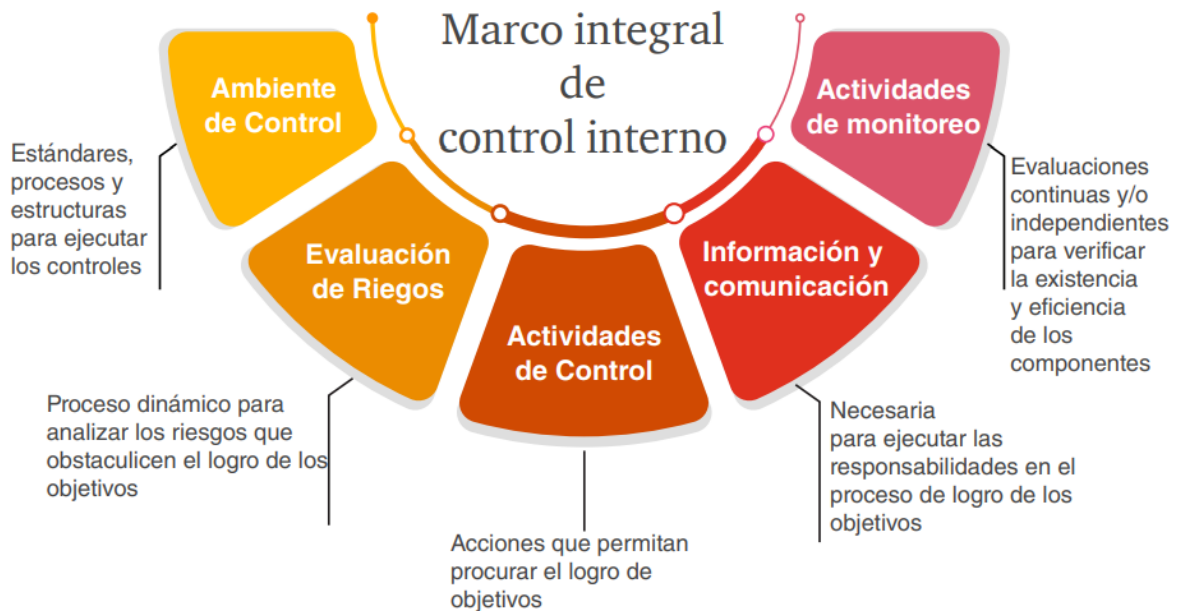 Marco integral
de
control interno
Ambiente
de Control
Estándares,
procesos y
estructuras
para ejecutar
los controles
Evaluación
de Riegos
Proceso dinámico para
analizar los riesgos que
obstaculicen el logro de los
objetivos
Actividades
de Control
Acciones que permitan
procurar el logro de
objetivos
Información y
comunicación
Necesaria
para ejecutar las
responsabilidades en el
proceso de logro de los
objetivos
Actividades
de monitoreo
Evaluaciones
continuas y/o
independientes
para verificar
la existencia
y eficiencia
de los
componentes